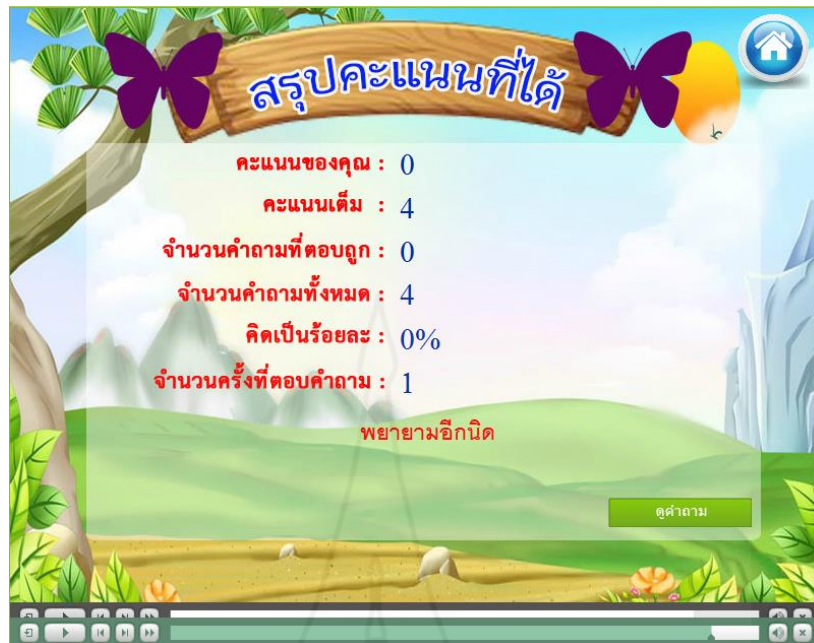 สรุปคะแนนที่ได้
คะแนนของคุณ : 0
คะแนนเต็ม : 4
จำนวนคำถามที่ตอบถูก : 0
จำนวนคำถามทั้งหมด : 4
คิดเป็นร้อยละ : 0%
จำนวนครั้งที่ตอบคำถาม : 1
พยายามอีกนิด
ดูคำถาม